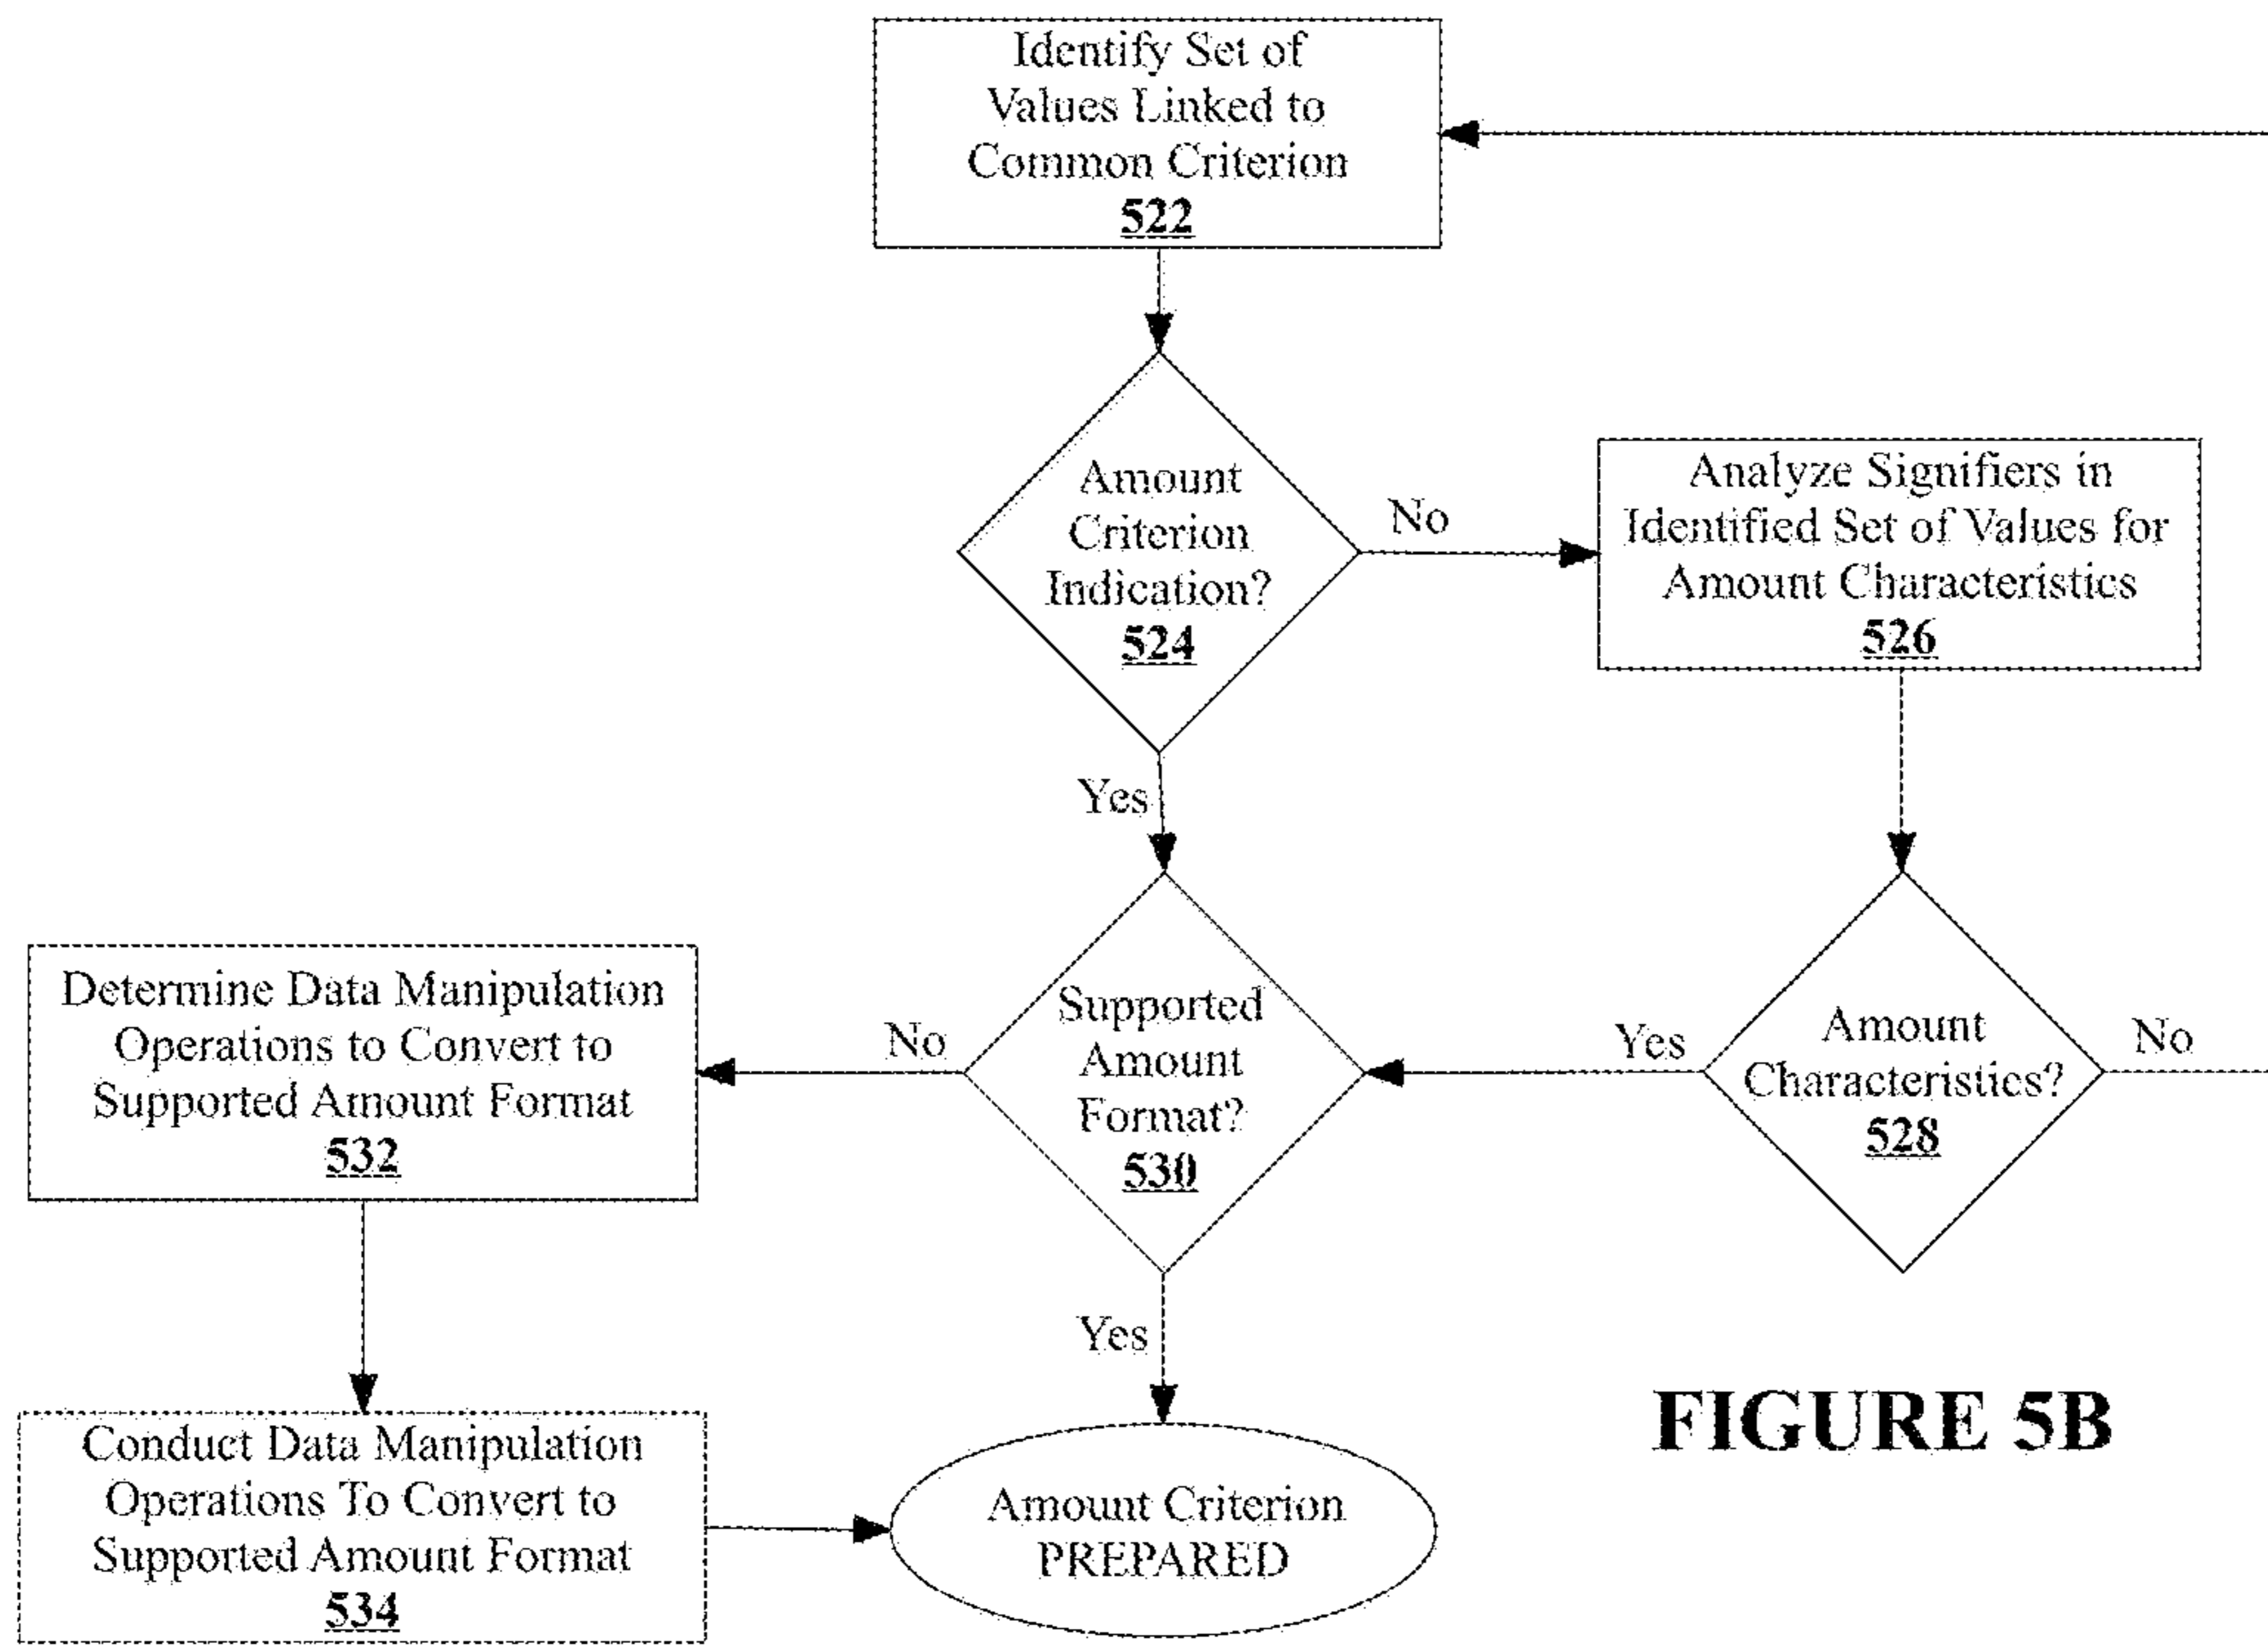 Identify Set of
Values Linked to
Common Criterion
522
Amount
Criterion
Indication?
524
No
Analyze Signifiers in
Identified Set of Values for
Amount Characteristics
526
Yes
Determine Data Manipulation
Operations to Convert to
Supported Amount Format
532
No
Supported
Amount
Format?
530
Yes
Amount
Characteristics?
528
No
Yes
Conduct Data Manipulation
Operations To Convert to
Supported Amount Format
534
Amount Criterion
PREPARED
FIGURE 5B